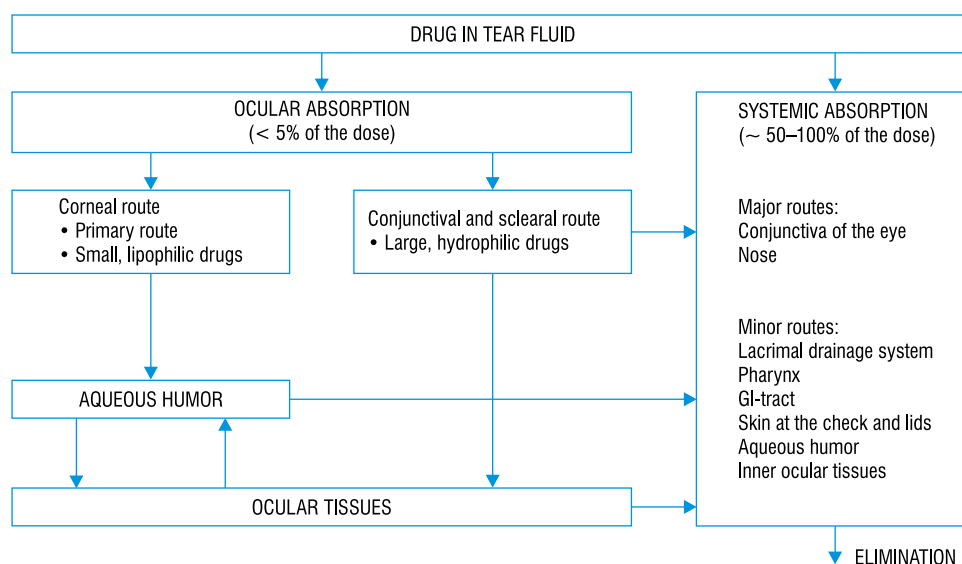 DRUG IN TEAR FLUID
OCULAR ABSORPTION
(< 5% of the dose)
SYSTEMIC ABSORPTION
(~ 50–100% of the dose)
Corneal route
• Primary route
• Small, lipophilic drugs
Conjunctival and sclearal route
• Large, hydrophilic drugs
Major routes:
Conjunctiva of the eye
Nose
Minor routes:
Lacrimal drainage system
Pharynx
GI-tract
Skin at the check and lids
Aqueous humor
Inner ocular tissues
AQUEOUS HUMOR
OCULAR TISSUES
ELIMINATION